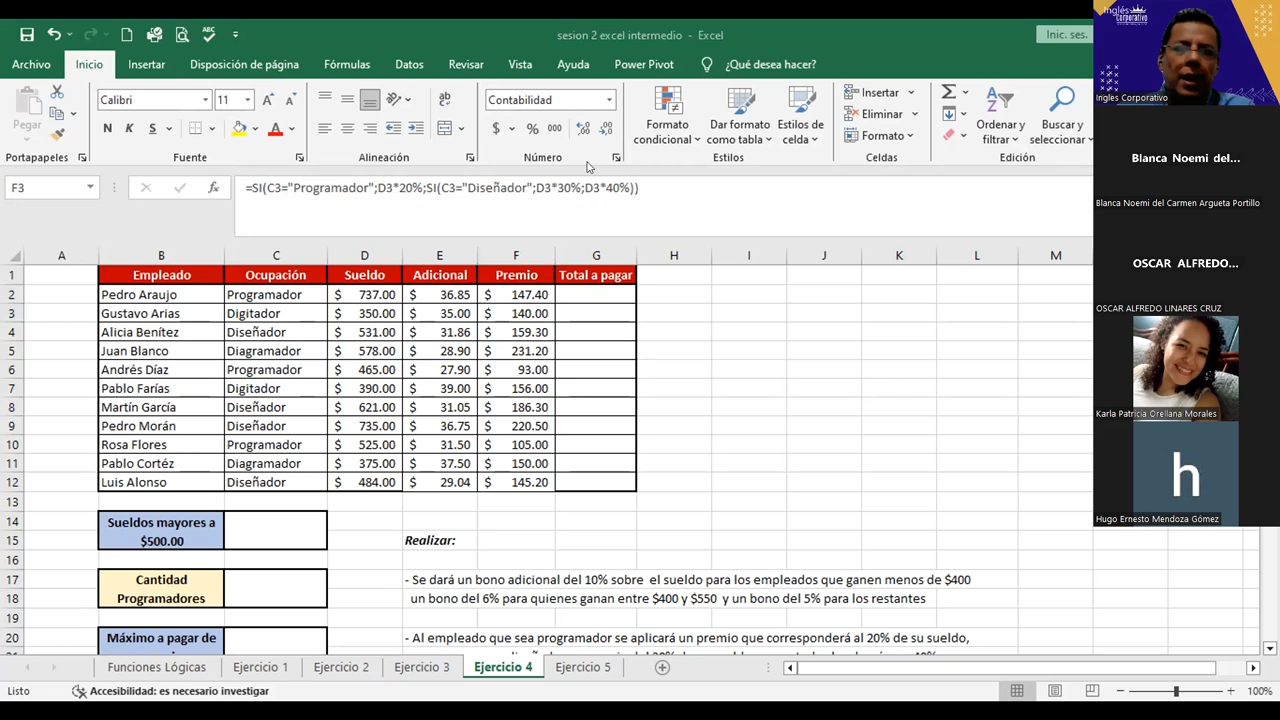 sesion 2 excel intermedio - Excel
Inic. ses.
Archivo Inicio Insertar Disposición de página Fórmulas Datos Revisar Vista Ayuda Power Pivot ¿Qué desea hacer?
Pegar
Calibri 11
N K S
Contabilidad
$ % 000
Formato condicional
Dar formato como tabla
Estilos de celda
Insertar
Eliminar
Formato
Ordenar y filtrar
Buscar y seleccionar
Portapapeles Fuente Alineación Número Estilos Celdas Edición
F3 fx =SI(C3="Programador";D3*20%;SI(C3="Diseñador";D3*30%;D3*40%))
A B C D E F G H I J K L M
1 Empleado Ocupación Sueldo Adicional Premio Total a pagar
2 Pedro Araujo Programador $ 737.00 $ 36.85 $ 147.40
3 Gustavo Arias Digitador $ 350.00 $ 35.00 $ 140.00
4 Alicia Benítez Diseñador $ 531.00 $ 31.86 $ 159.30
5 Juan Blanco Diagramador $ 578.00 $ 28.90 $ 231.20
6 Andrés Díaz Programador $ 465.00 $ 27.90 $ 93.00
7 Pablo Farías Digitador $ 390.00 $ 39.00 $ 156.00
8 Martín García Diseñador $ 621.00 $ 31.05 $ 186.30
9 Pedro Morán Diseñador $ 735.00 $ 36.75 $ 220.50
10 Rosa Flores Programador $ 525.00 $ 31.50 $ 105.00
11 Pablo Cortéz Diagramador $ 375.00 $ 37.50 $ 150.00
12 Luis Alonso Diseñador $ 484.00 $ 29.04 $ 145.20
13
14 Sueldos mayores a
15 $500.00 Realizar:
16
17 Cantidad - Se dará un bono adicional del 10% sobre el sueldo para los empleados que ganen menos de $400
18 Programadores un bono del 6% para quienes ganan entre $400 y $550 y un bono del 5% para los restantes
19
20 Máximo a pagar de - Al empleado que sea programador se aplicará un premio que corresponderá al 20% de su sueldo,
Funciones Lógicas Ejercicio 1 Ejercicio 2 Ejercicio 3 Ejercicio 4 Ejercicio 5
Listo Accesibilidad: es necesario investigar 100%
Inglés Corporativo
Ingles Corporativo
Blanca Noemi del...
Blanca Noemi del Carmen Argueta Portillo
OSCAR ALFREDO...
OSCAR ALFREDO LINARES CRUZ
Karla Patricia Orellana Morales
h
Hugo Ernesto Mendoza Gómez